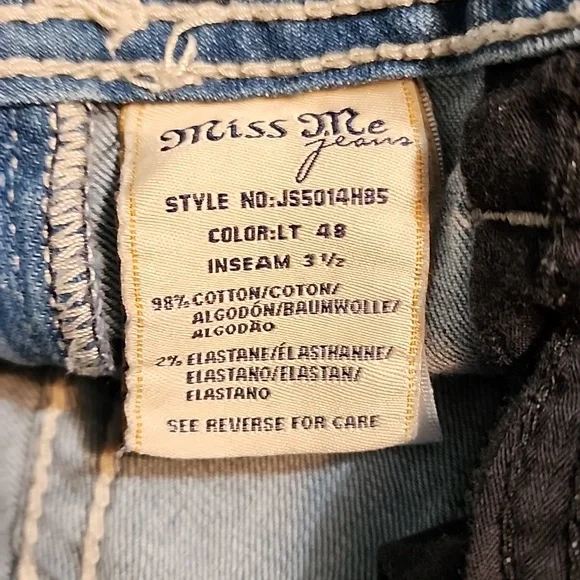 Miss Me
jeans
STYLE NO:JS5014H85
COLOR:LT 48
INSEAM 3 1/2
98% COTTON/COTON/
ALGODÓN/BAUMWOLLE/
ALGODÃO
2% ELASTANE/ÉLASTHANNE/
ELASTANO/ELASTAN/
ELASTANO
SEE REVERSE FOR CARE